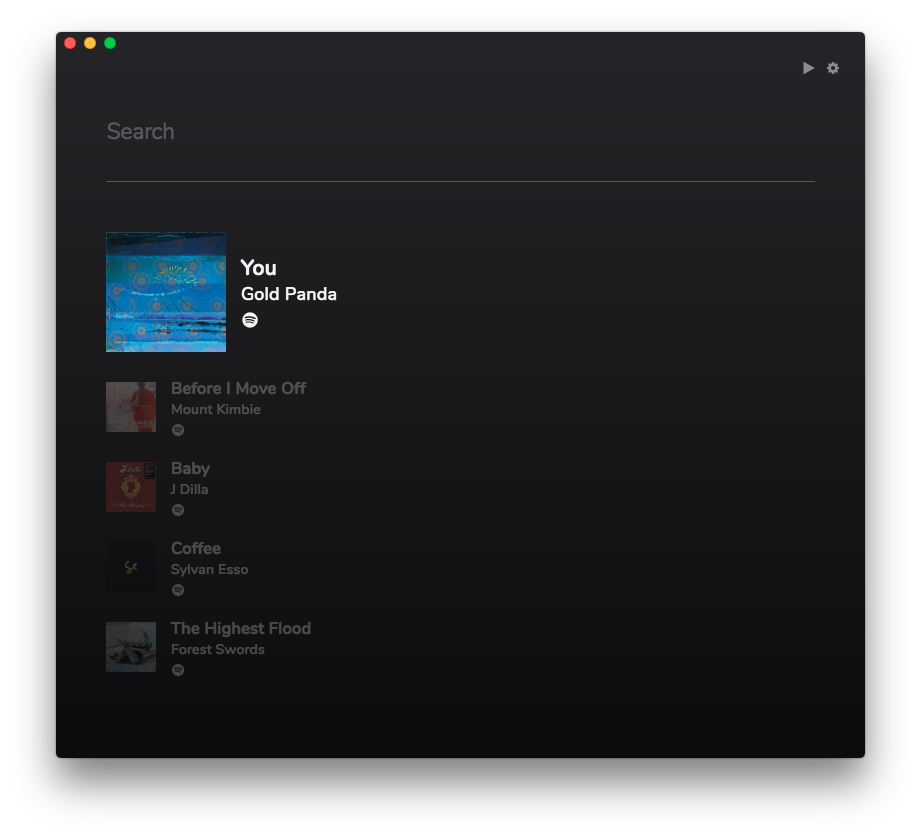 Search
You
Gold Panda
Before I Move Off
Mount Kimbie
Baby
J Dilla
Coffee
Sylvan Esso
The Highest Flood
Forest Swords